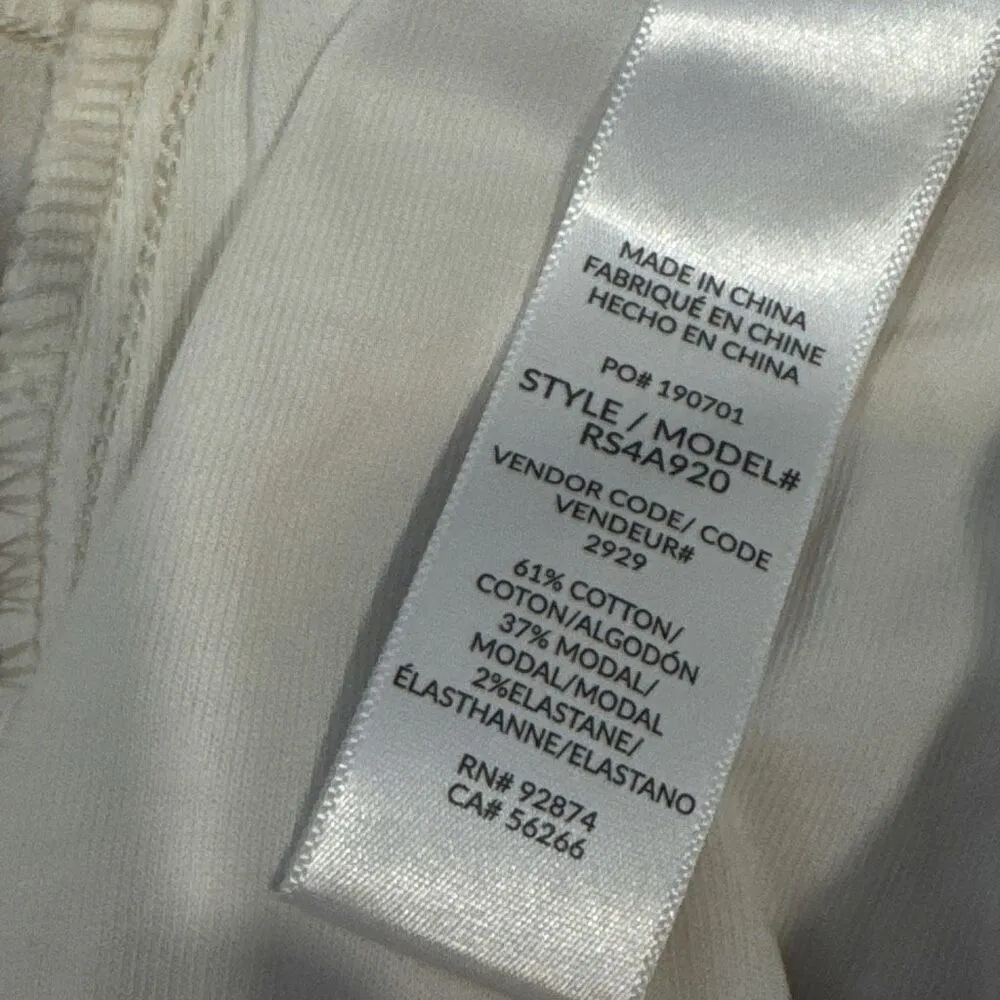 MADE IN CHINA
FABRIQUÉ EN CHINE
HECHO EN CHINA
PO# 190701
STYLE / MODEL#
RS4A920
VENDOR CODE/ CODE
VENDEUR#
2929
61% COTTON/
COTON/ALGODÓN
37% MODAL/
MODAL/MODAL
2%ELASTANE/
ÉLASTHANNE/ELASTANO
RN# 92874
CA# 56266